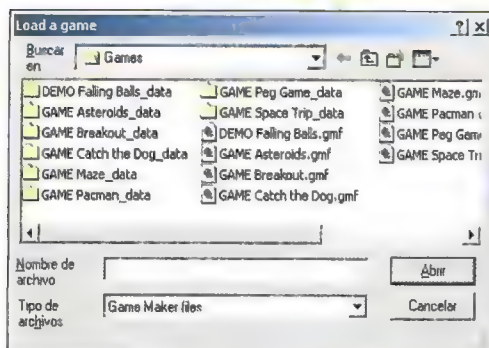 Load a game
Buscar en
Games
DEMO Falling Balls_data
GAME Asteroids_data
GAME Breakout_data
GAME Catch the Dog_data
GAME Maze_data
GAME Pacman_data
GAME Peg Game_data
GAME Space Trip_data
DEMO Falling Balls.gmf
GAME Asteroids.gmf
GAME Breakout.gmf
GAME Catch the Dog.gmf
GAME Maze.gm
GAME Pacman
GAME Peg Gam
GAME Space Tri
Nombre de archivo
Abrir
Tipo de archivos
Game Maker files
Cancelar